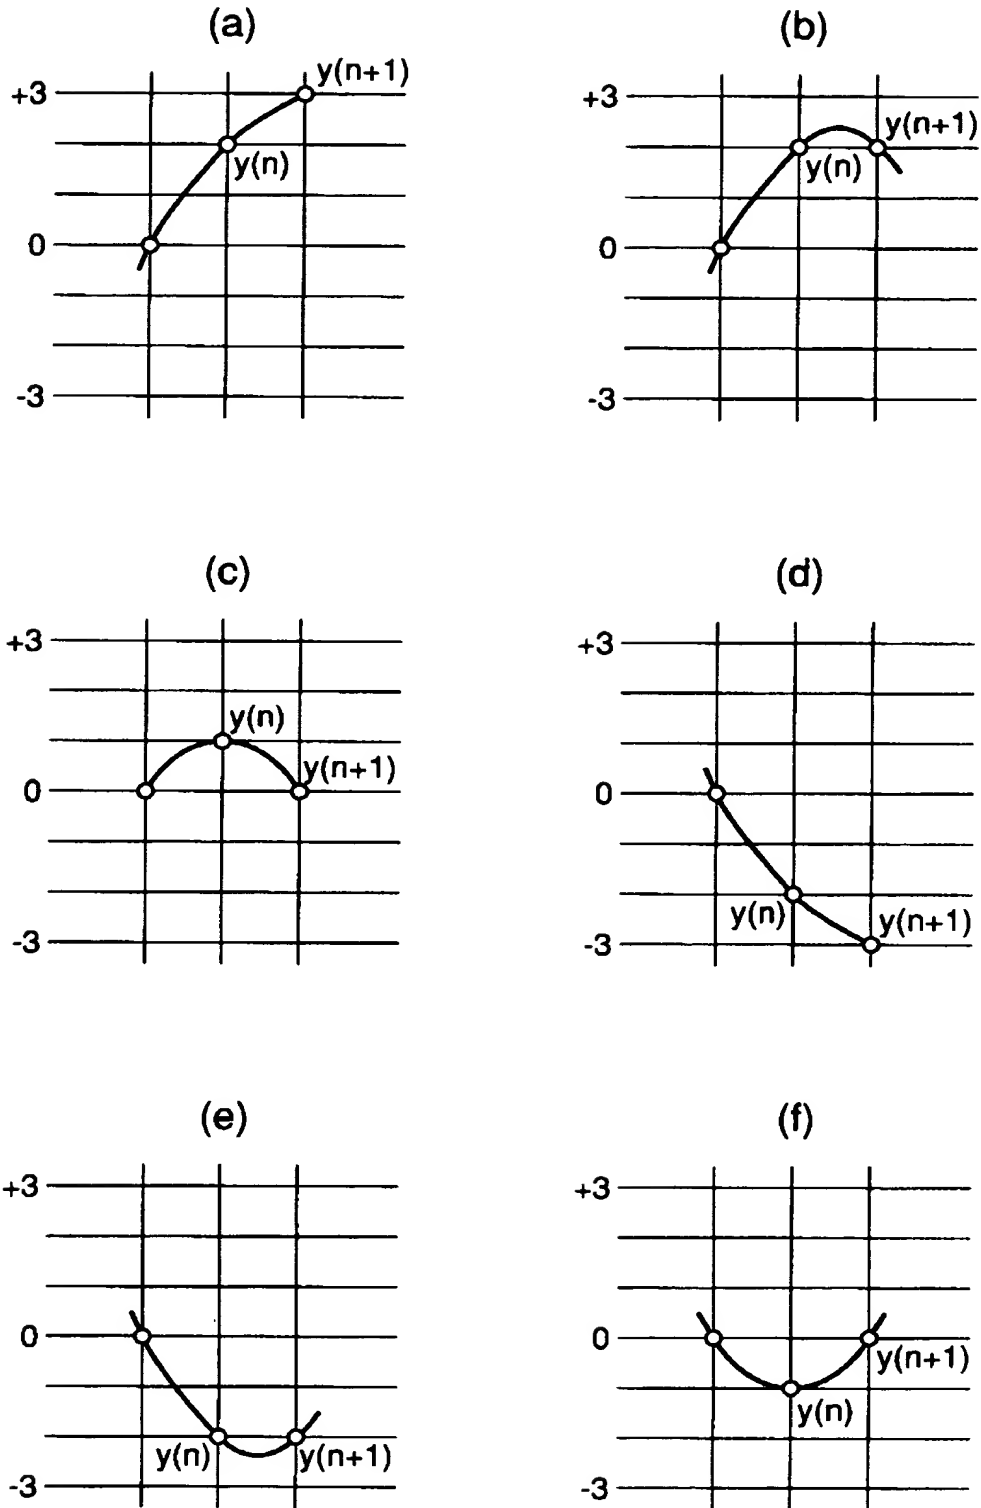 (a)
y(n+1)
+3
y(n)
0
-3
(b)
+3
y(n+1)
y(n)
0
-3
(c)
+3
y(n)
y(n+1)
0
-3
(d)
+3
0
y(n)
y(n+1)
-3
(e)
+3
0
y(n)
y(n+1)
-3
(f)
+3
0
y(n+1)
y(n)
-3